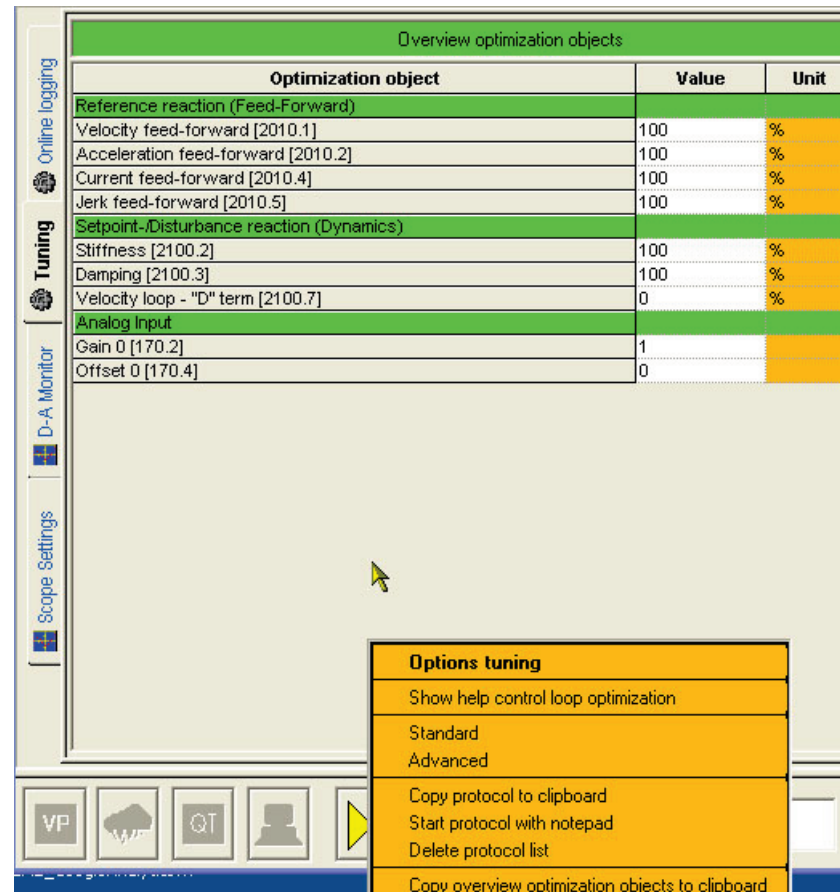 Overview optimization objects
Optimization object Value Unit
Reference reaction (Feed-Forward)
Velocity feed-forward [2010.1] 100 %
Acceleration feed-forward [2010.2] 100 %
Current feed-forward [2010.4] 100 %
Jerk feed-forward [2010.5] 100 %
Setpoint-/Disturbance reaction (Dynamics)
Stiffness [2100.2] 100 %
Damping [2100.3] 100 %
Velocity loop - "D" term [2100.7] 0 %
Analog Input
Gain 0 [170.2] 1
Offset 0 [170.4] 0
Online logging
Tuning
D-A Monitor
Scope Settings
Options tuning
Show help control loop optimization
Standard
Advanced
Copy protocol to clipboard
Start protocol with notepad
Delete protocol list
Copy overview optimization objects to clipboard
VP
QT